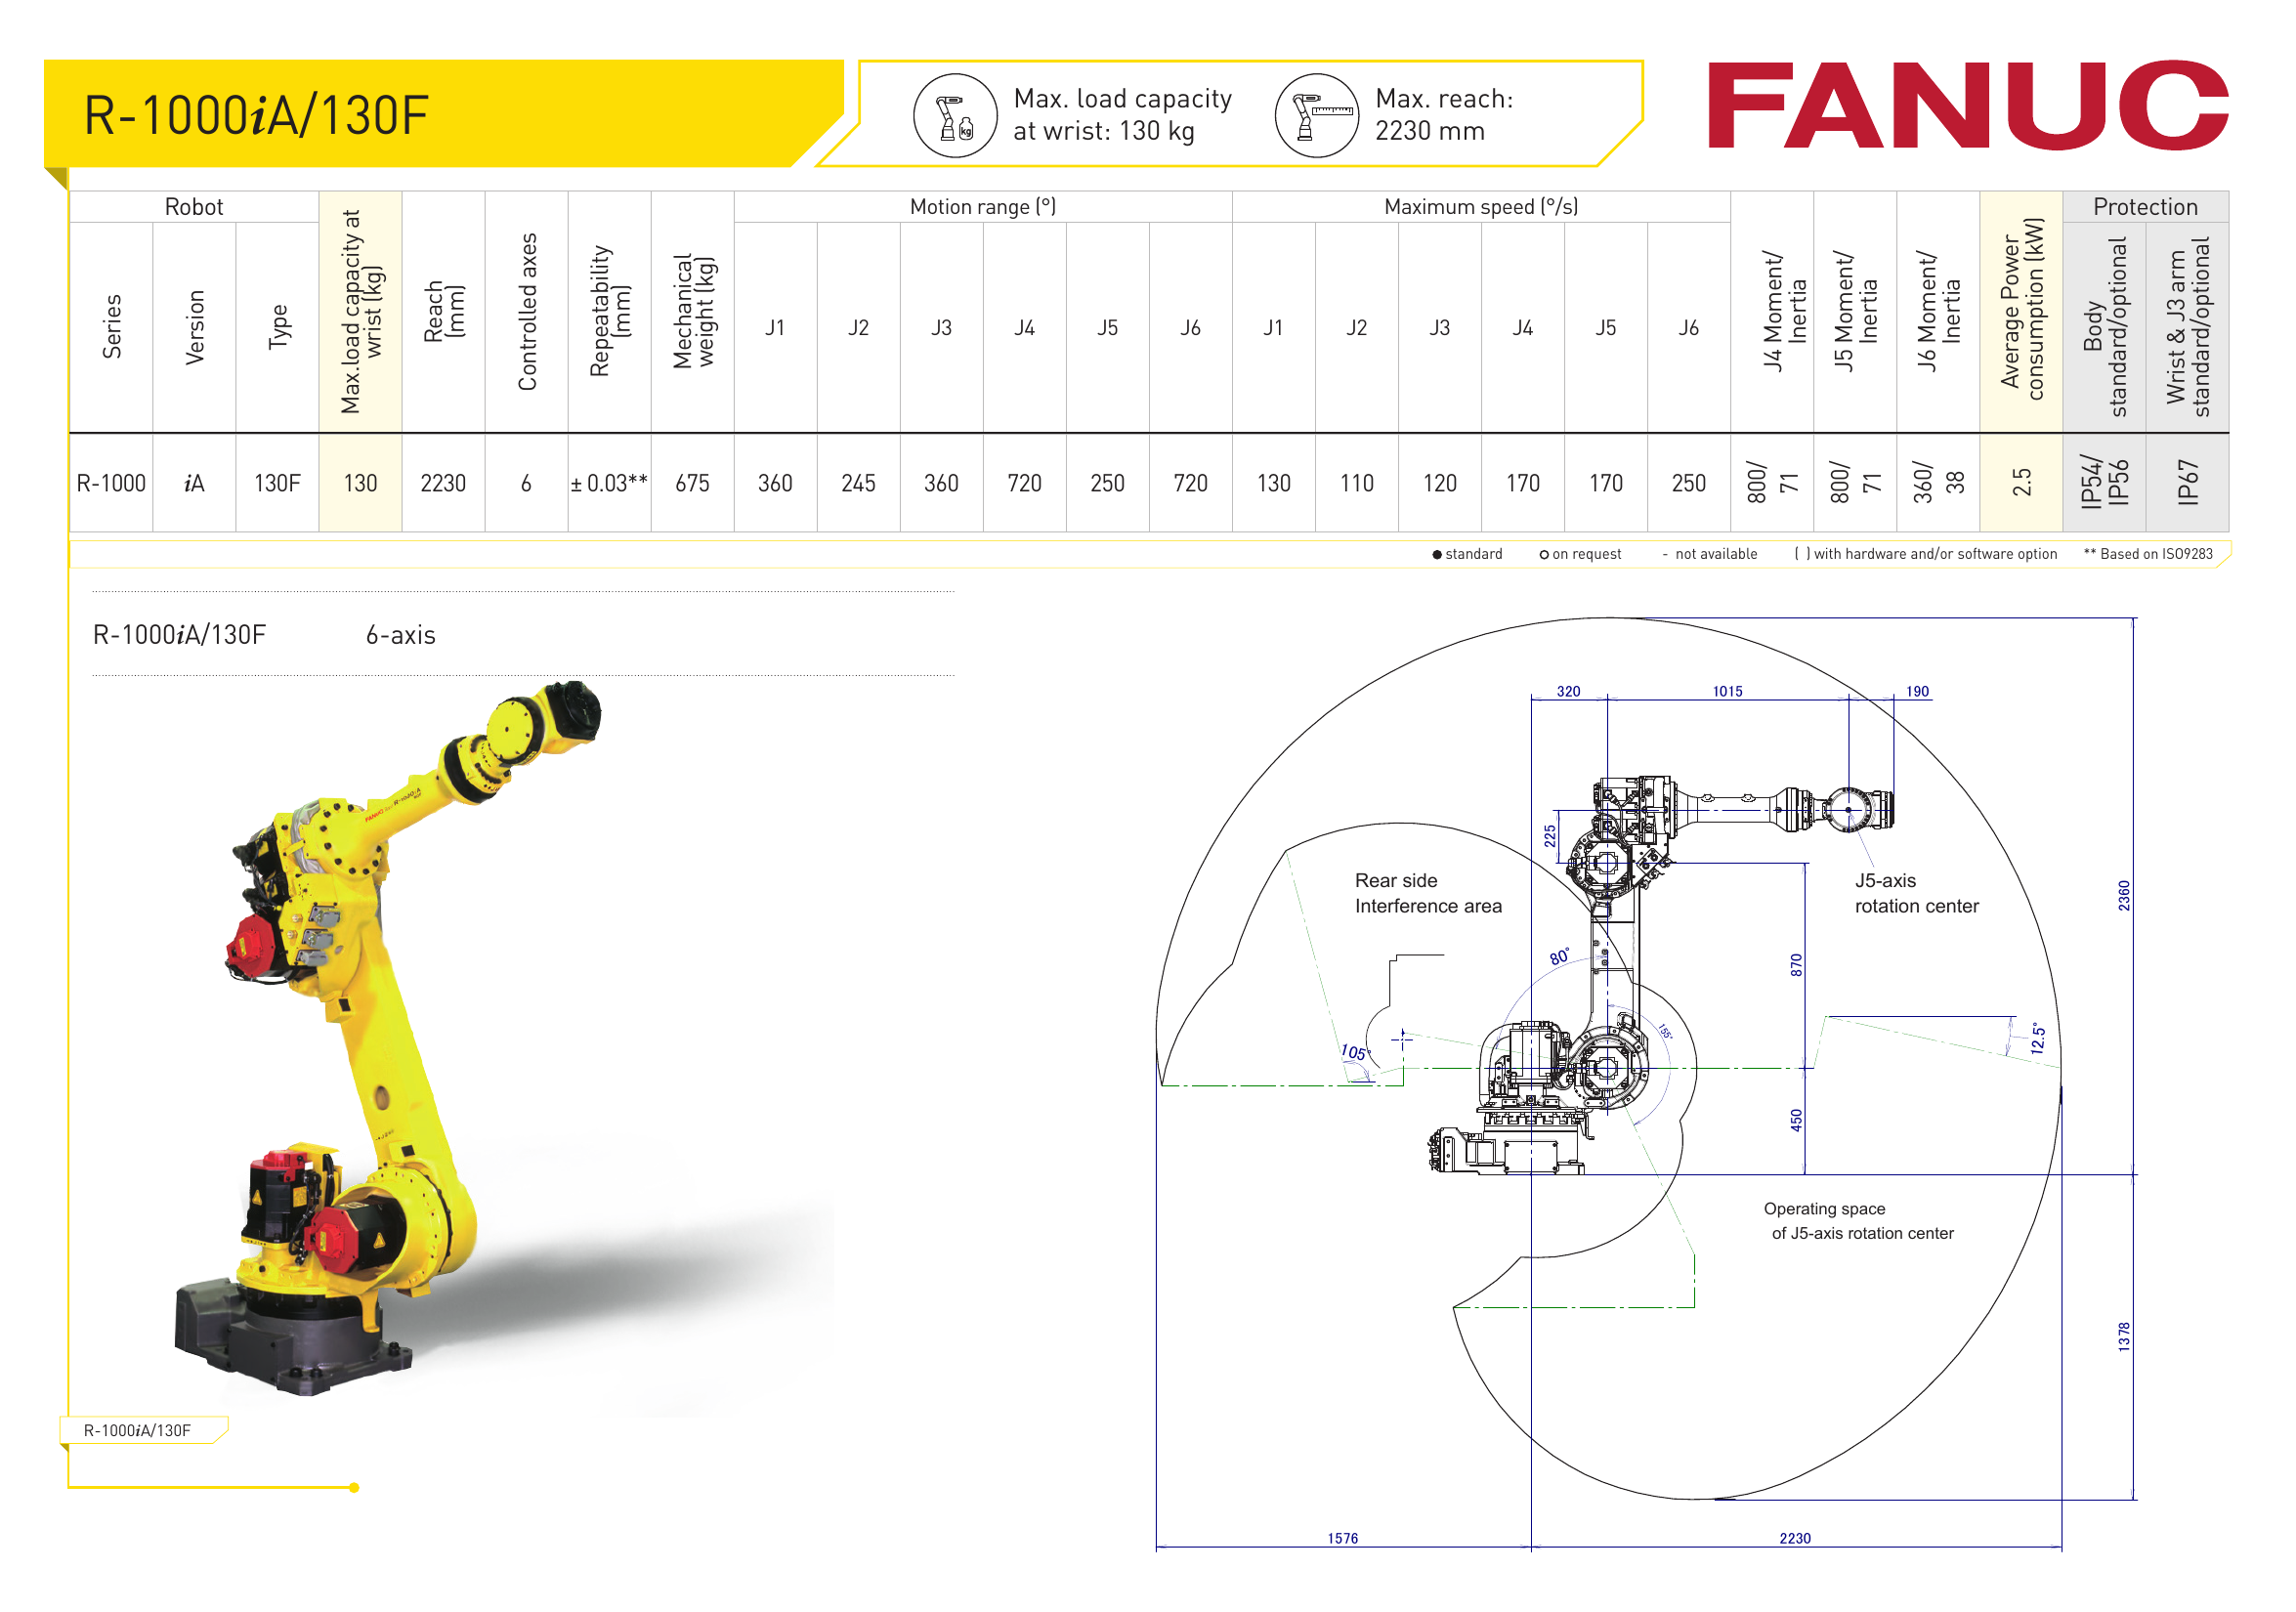 R-1000iA/130F
Max. load capacity
at wrist: 130 kg
Max. reach:
2230 mm
FANUC
kg
Robot
Motion range (°)
Maximum speed (°/s)
Protection
Series
Version
Type
Max.load capacity at
wrist (kg)
Reach
(mm)
Controlled axes
Repeatability
(mm)
Mechanical
weight (kg)
J1
J2
J3
J4
J5
J6
J1
J2
J3
J4
J5
J6
J4 Moment/
Inertia
J5 Moment/
Inertia
J6 Moment/
Inertia
Average Power
consumption (kW)
Body
standard/optional
Wrist & J3 arm
standard/optional
R-1000
iA
130F
130
2230
6
± 0.03**
675
360
245
360
720
250
720
130
110
120
170
170
250
800/
71
800/
71
360/
38
2.5
IP54/
IP56
IP67
● standard
○ on request
- not available
( ) with hardware and/or software option
** Based on ISO9283
R-1000iA/130F
6-axis
FANUC
320
1015
190
225
Rear side
Interference area
J5-axis
rotation center
2360
80°
870
155°
105°
12.5°
450
Operating space
of J5-axis rotation center
1378
1576
2230
R-1000iA/130F